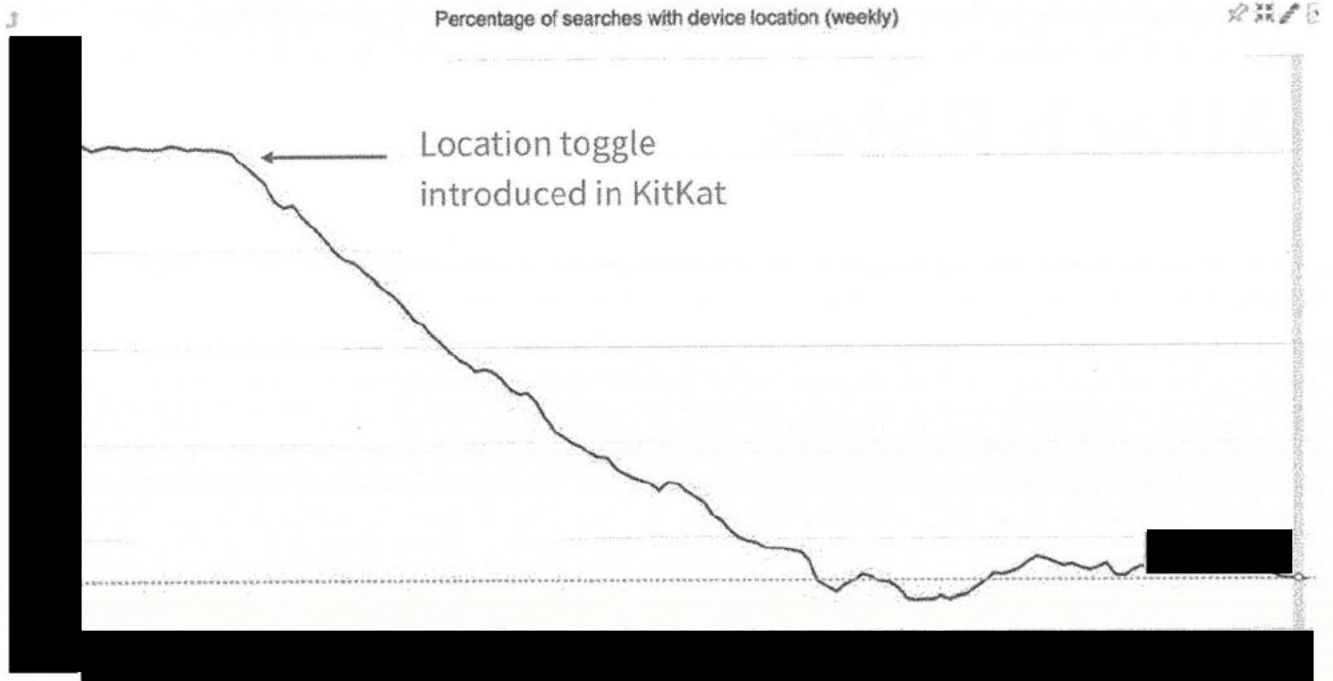 Percentage of searches with device location (weekly)
Location toggle
introduced in KitKat